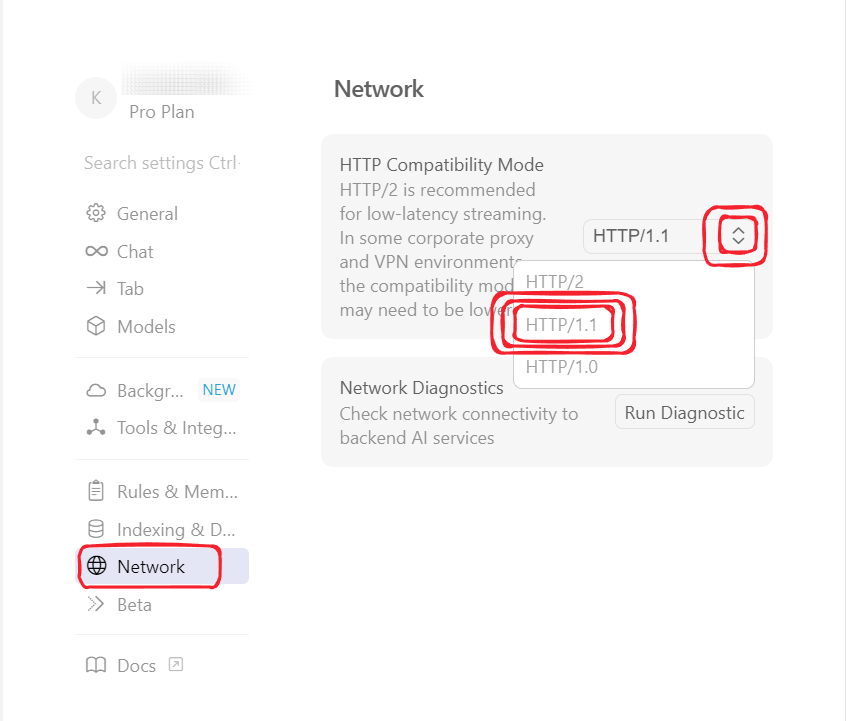 K
Pro Plan
Search settings Ctrl
General
Chat
Tab
Models
Backgr... NEW
Tools & Integ...
Rules & Mem...
Indexing & D...
Network
Beta
Docs
Network
HTTP Compatibility Mode
HTTP/2 is recommended
for low-latency streaming.
In some corporate proxy
and VPN environments
the compatibility mod
may need to be lower
HTTP/1.1
HTTP/2
HTTP/1.1
HTTP/1.0
Network Diagnostics
Check network connectivity to
backend AI services
Run Diagnostic